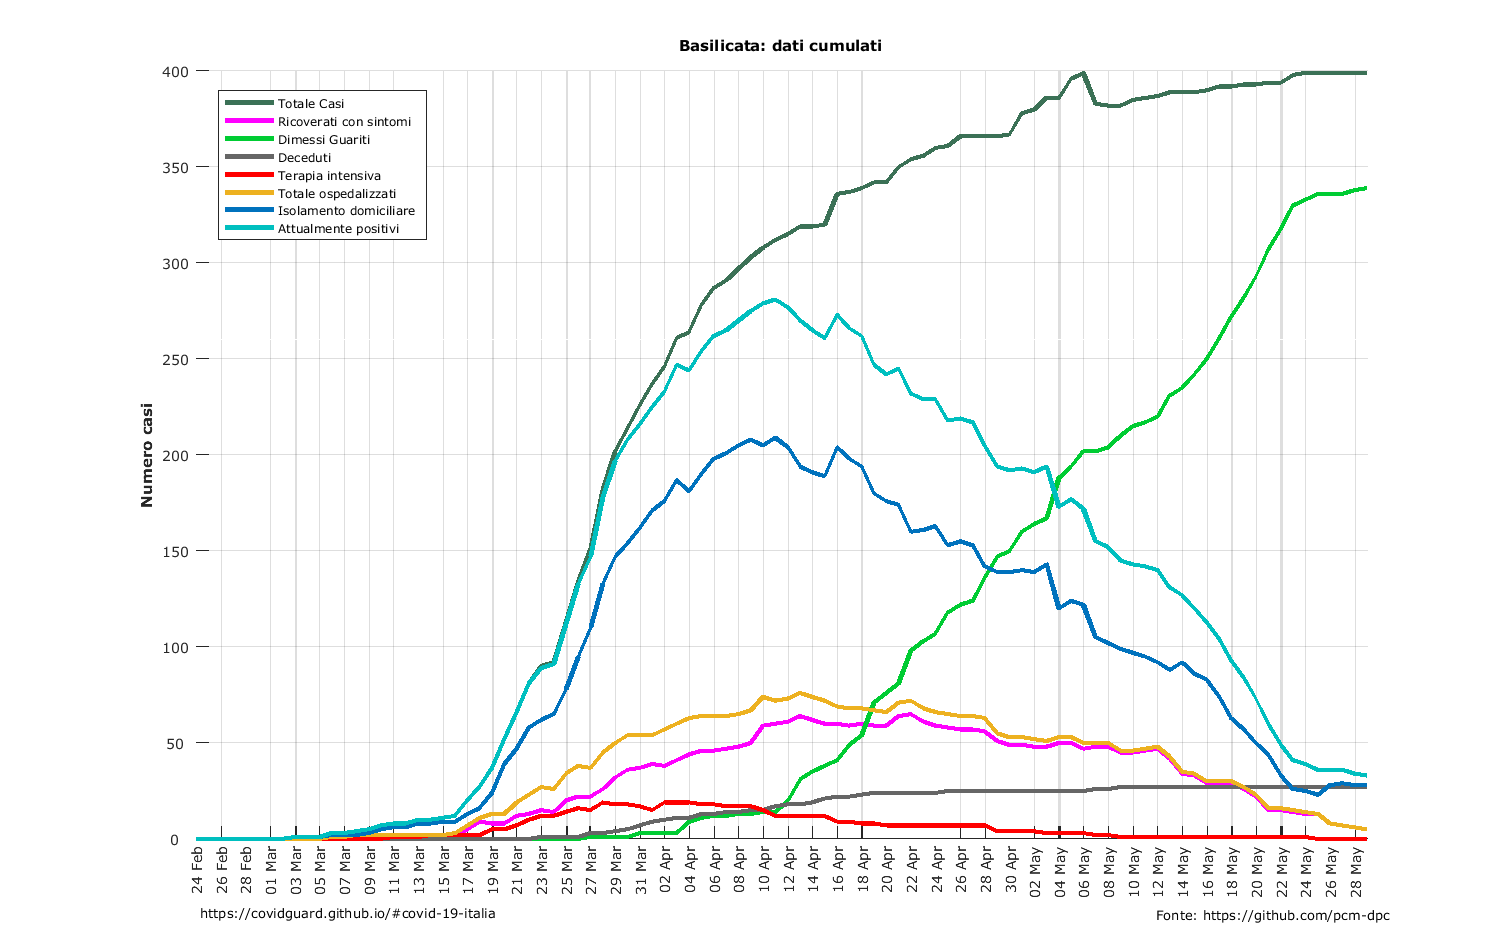 Basilicata: dati cumulati
400
350
300
250
200
150
100
50
0
Numero casi
Totale Casi
Ricoverati con sintomi
Dimessi Guariti
Deceduti
Terapia intensiva
Totale ospedalizzati
Isolamento domiciliare
Attualmente positivi
24 Feb
26 Feb
28 Feb
01 Mar
03 Mar
05 Mar
07 Mar
09 Mar
11 Mar
13 Mar
15 Mar
17 Mar
19 Mar
21 Mar
23 Mar
25 Mar
27 Mar
29 Mar
31 Mar
02 Apr
04 Apr
06 Apr
08 Apr
10 Apr
12 Apr
14 Apr
16 Apr
18 Apr
20 Apr
22 Apr
24 Apr
26 Apr
28 Apr
30 Apr
02 May
04 May
06 May
08 May
10 May
12 May
14 May
16 May
18 May
20 May
22 May
24 May
26 May
28 May
https://covidguard.github.io/#covid-19-italia
Fonte: https://github.com/pcm-dpc